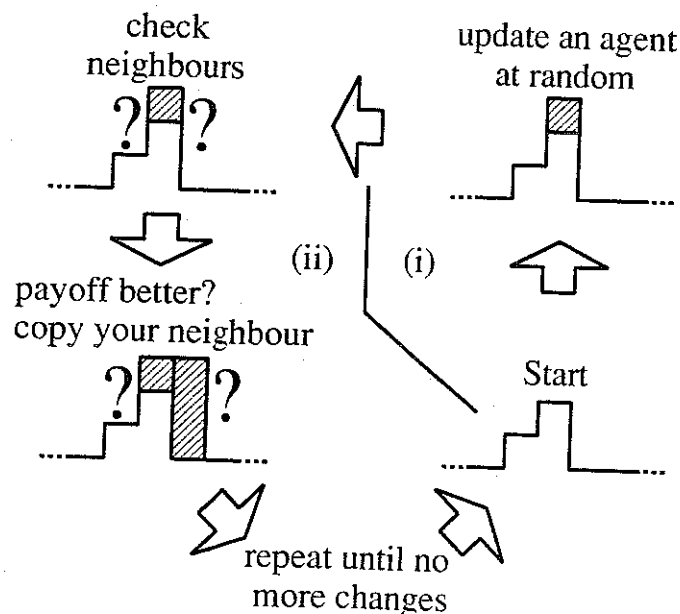 check
neighbours
? ?
update an agent
at random
(ii) (i)
payoff better?
copy your neighbour
? ?
Start
repeat until no
more changes